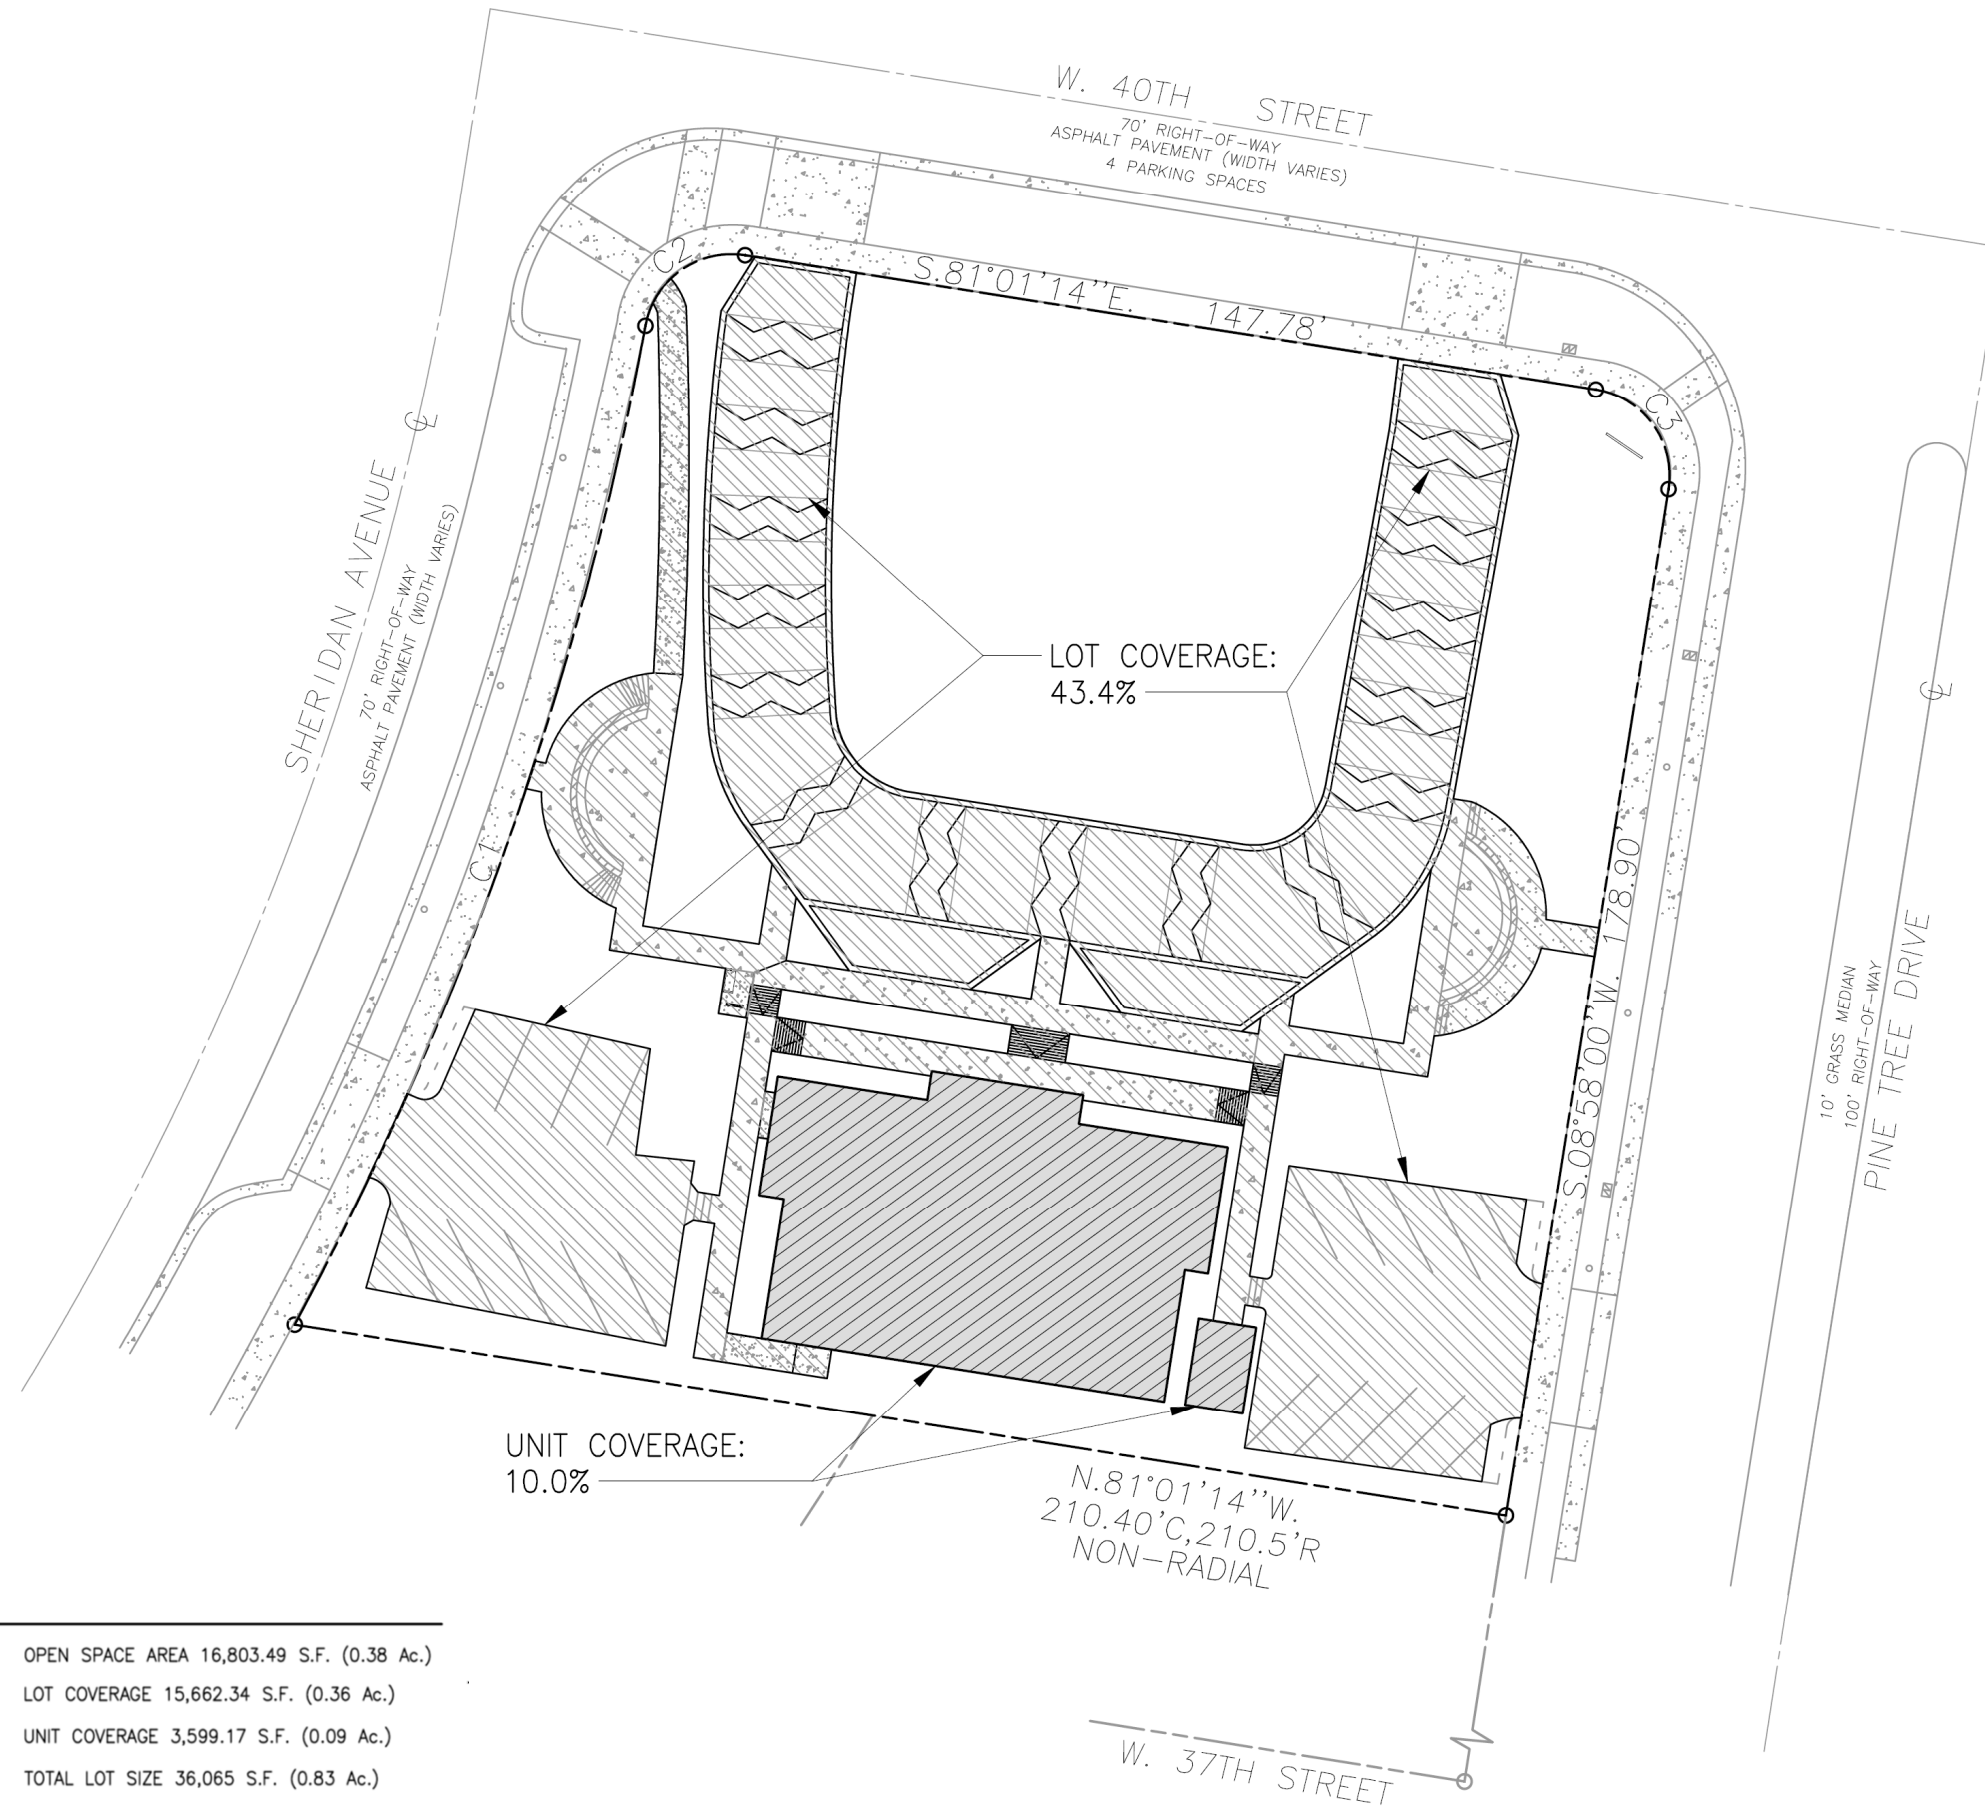 W. 40TH STREET
70' RIGHT-OF-WAY
ASPHALT PAVEMENT (WIDTH VARIES)
4 PARKING SPACES
C2
S.81°01'14"E. 147.78'
C3
SHERIDAN AVENUE
70' RIGHT-OF-WAY
ASPHALT PAVEMENT (WIDTH VARIES)
LOT COVERAGE:
43.4%
C1
S.08°58'00"W. 178.90'
10' GRASS MEDIAN
100' RIGHT-OF-WAY
PINE TREE DRIVE
UNIT COVERAGE:
10.0%
N.81°01'14"W.
210.40'C,210.5'R
NON-RADIAL
W. 37TH STREET
OPEN SPACE AREA 16,803.49 S.F. (0.38 Ac.)
LOT COVERAGE 15,662.34 S.F. (0.36 Ac.)
UNIT COVERAGE 3,599.17 S.F. (0.09 Ac.)
TOTAL LOT SIZE 36,065 S.F. (0.83 Ac.)